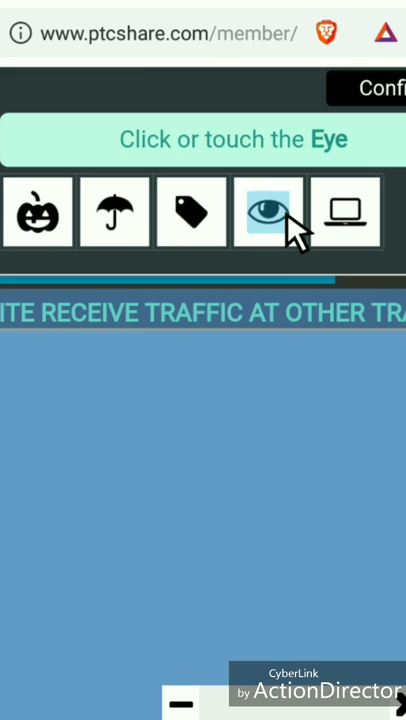 www.ptcshare.com/member/
Confi
Click or touch the Eye
ITE RECEIVE TRAFFIC AT OTHER TRA
CyberLink
by ActionDirector